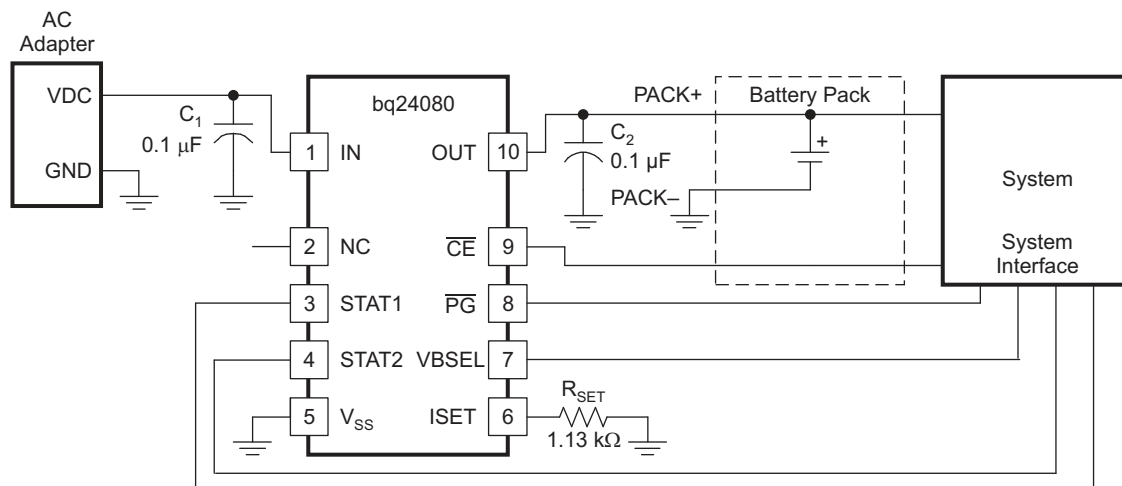 AC
Adapter
VDC
GND
C1
0.1 μF
bq24080
1
IN
OUT
10
2
NC
CE
9
3
STAT1
PG
8
4
STAT2
VBSEL
7
5
VSS
ISET
6
C2
0.1 µF
PACK+
PACK–
Battery Pack
+
RSET
1.13 kΩ
System
System
Interface